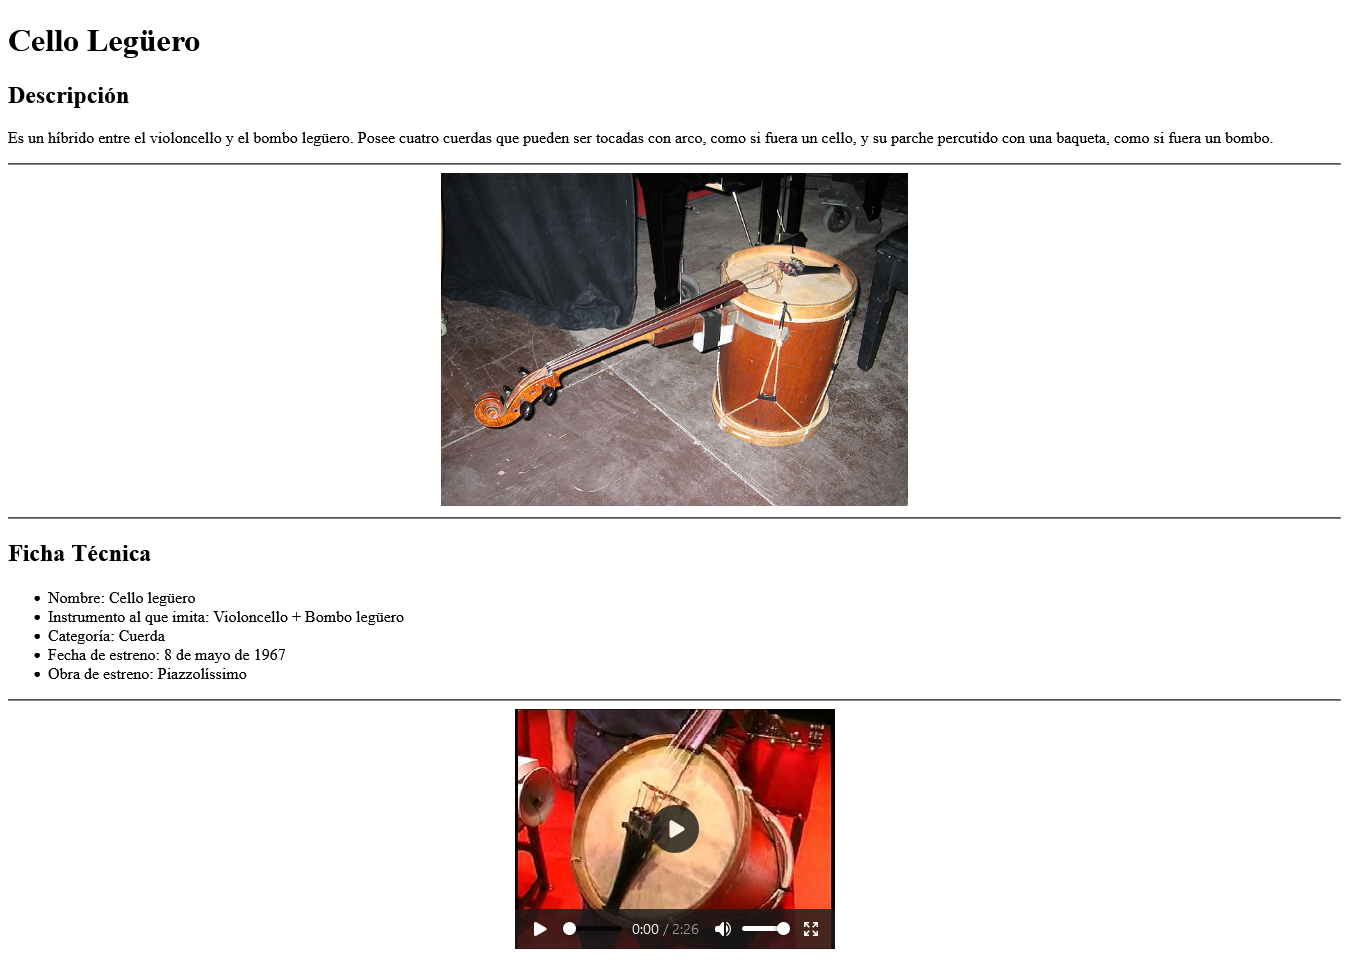 Cello Legüero
Descripción
Es un híbrido entre el violoncello y el bombo legüero. Posee cuatro cuerdas que pueden ser tocadas con arco, como si fuera un cello, y su parche percutido con una baqueta, como si fuera un bombo.
Ficha Técnica
• Nombre: Cello legüero
• Instrumento al que imita: Violoncello + Bombo legüero
• Categoría: Cuerda
• Fecha de estreno: 8 de mayo de 1967
• Obra de estreno: Piazzolíssimo
0:00 / 2:26